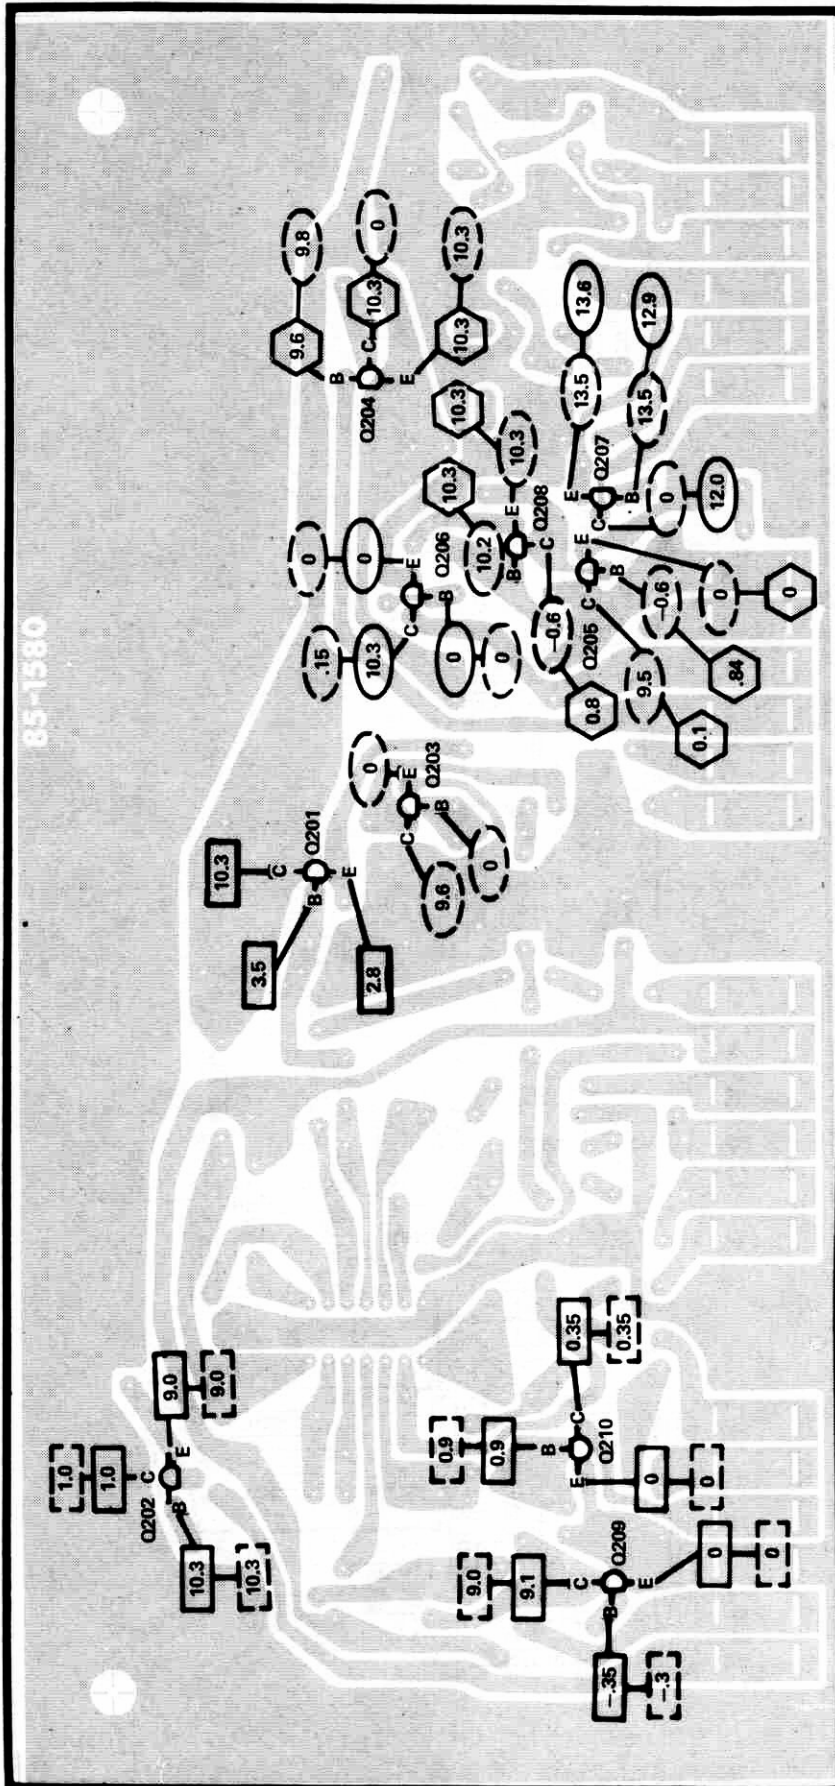 85-1580
1.0
1.0
C
Q202
B
E
10.3
9.0
10.3
9.0
10.3
C
Q201
B
E
3.5
2.8
0
E
Q203
C
B
9.6
0
0
0
.15
10.3
E
Q206
C
B
0
0
9.6
9.8
B
C
10.3
0
Q204
E
10.3
10.3
10.3
10.3
10.2
10.3
E
B
Q208
C
-0.6
0.8
E
13.5
13.6
Q207
C
B
13.5
12.9
0
12.0
E
Q205
C
B
9.5
0.1
-0.6
.84
0
0
0.9
0.9
B
C
0.35
0.35
Q210
E
0
0
9.0
9.1
C
Q209
B
E
-.35
-.3
0
0